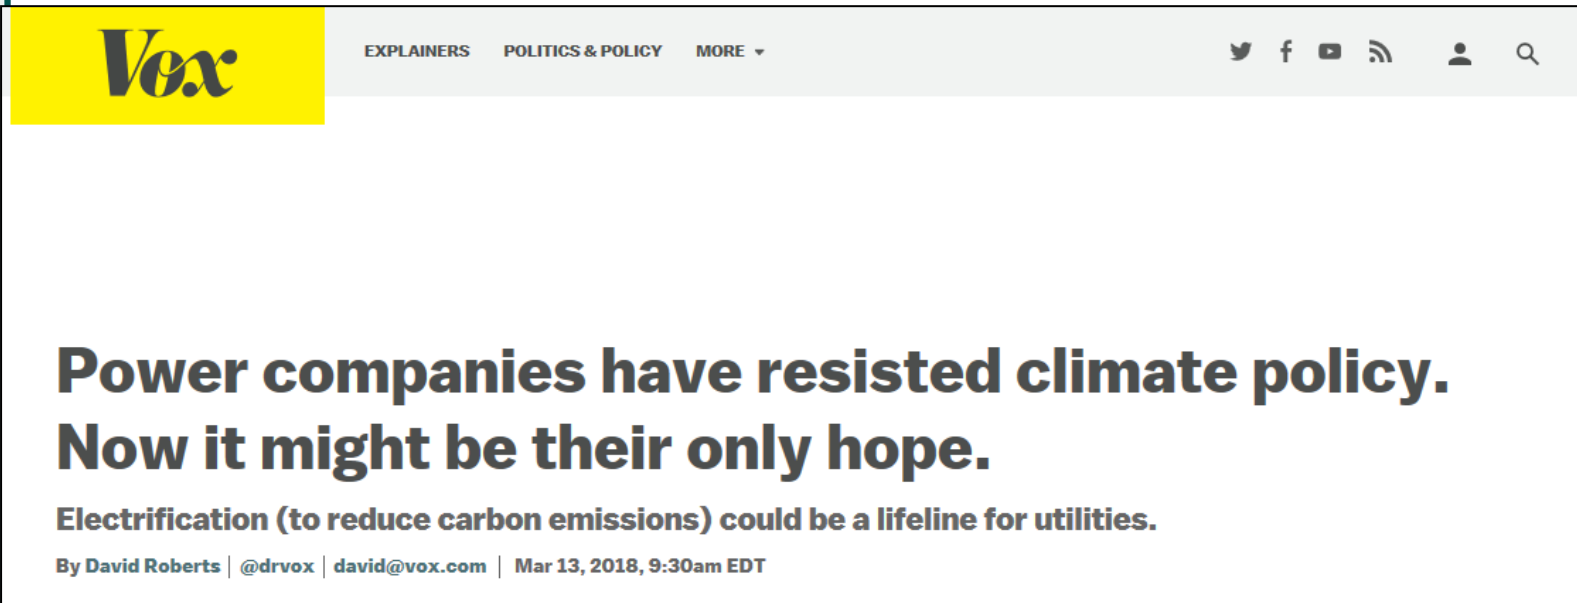 Vox
EXPLAINERS POLITICS & POLICY MORE
Power companies have resisted climate policy.
Now it might be their only hope.
Electrification (to reduce carbon emissions) could be a lifeline for utilities.
By David Roberts | @drvox | david@vox.com | Mar 13, 2018, 9:30am EDT